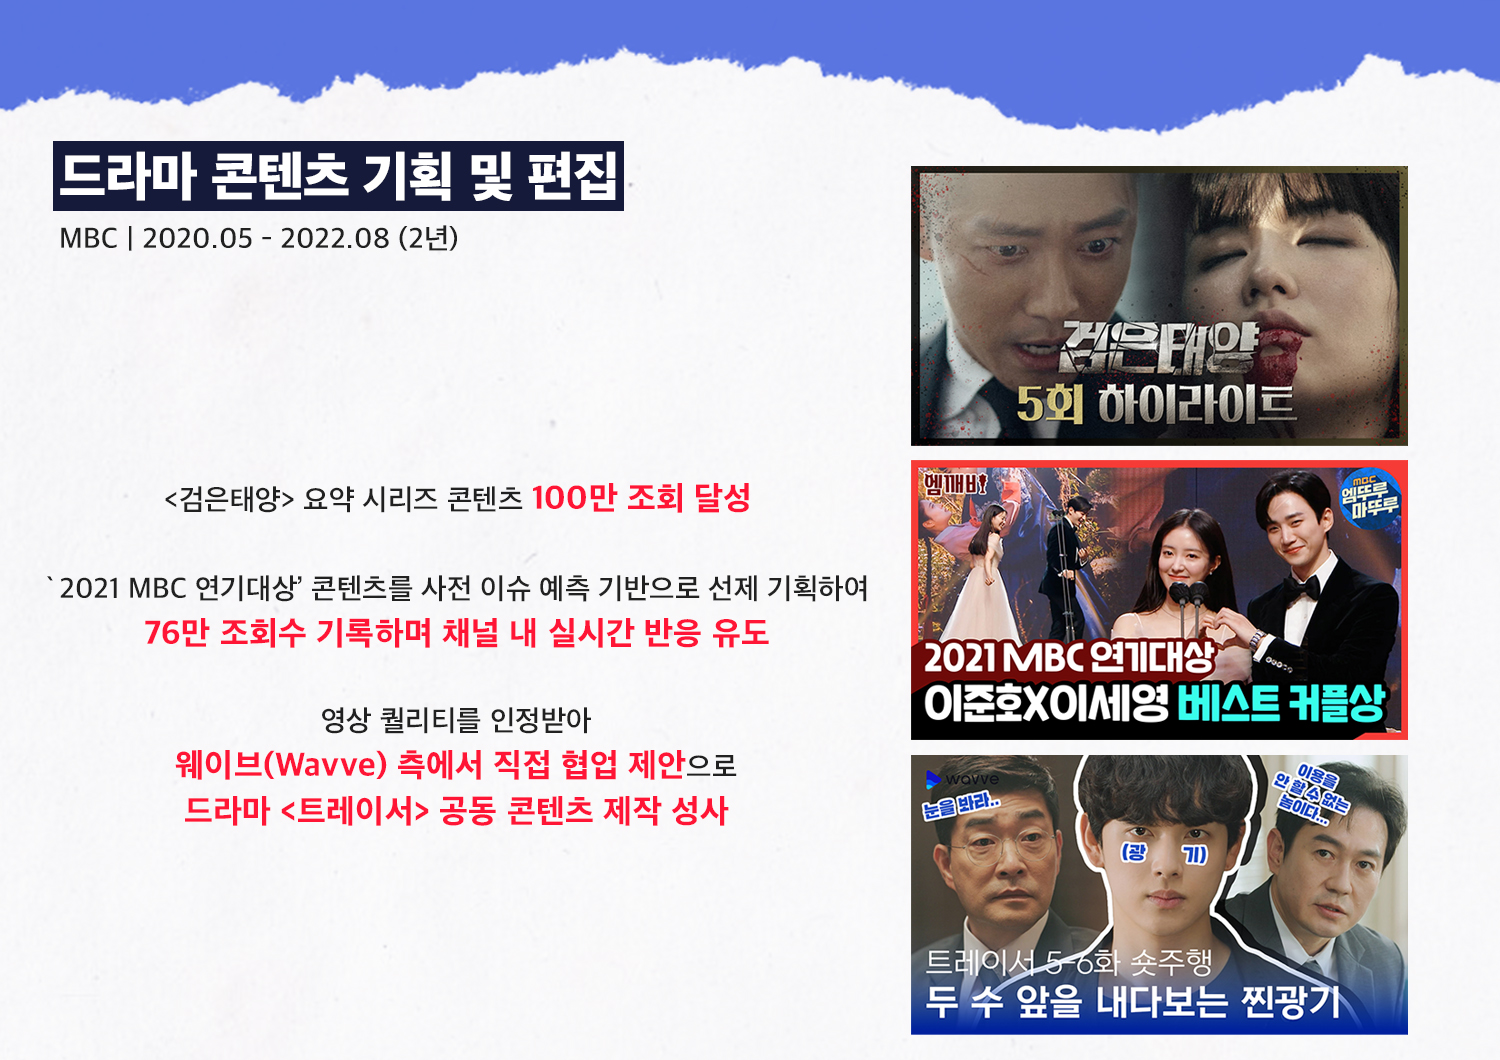 드라마 콘텐츠 기획 및 편집
MBC | 2020.05 - 2022.08 (2년)
<검은태양> 요약 시리즈 콘텐츠 100만 조회 달성
`2021 MBC 연기대상’ 콘텐츠를 사전 이슈 예측 기반으로 선제 기획하여
76만 조회수 기록하며 채널 내 실시간 반응 유도
영상 퀄리티를 인정받아
웨이브(Wavve) 측에서 직접 협업 제안으로
드라마 <트레이서> 공동 콘텐츠 제작 성사
검은태양
5회 하이라이트
엠깨비
mbc
엠뚜루
마뚜루
2021 MBC 연기대상
이준호X이세영 베스트 커플상
wavve
눈을 봐라..
이용을
안 할 수 없는
놈이다...
(광 기)
트레이서 5-6화 숏주행
두 수 앞을 내다보는 찐광기